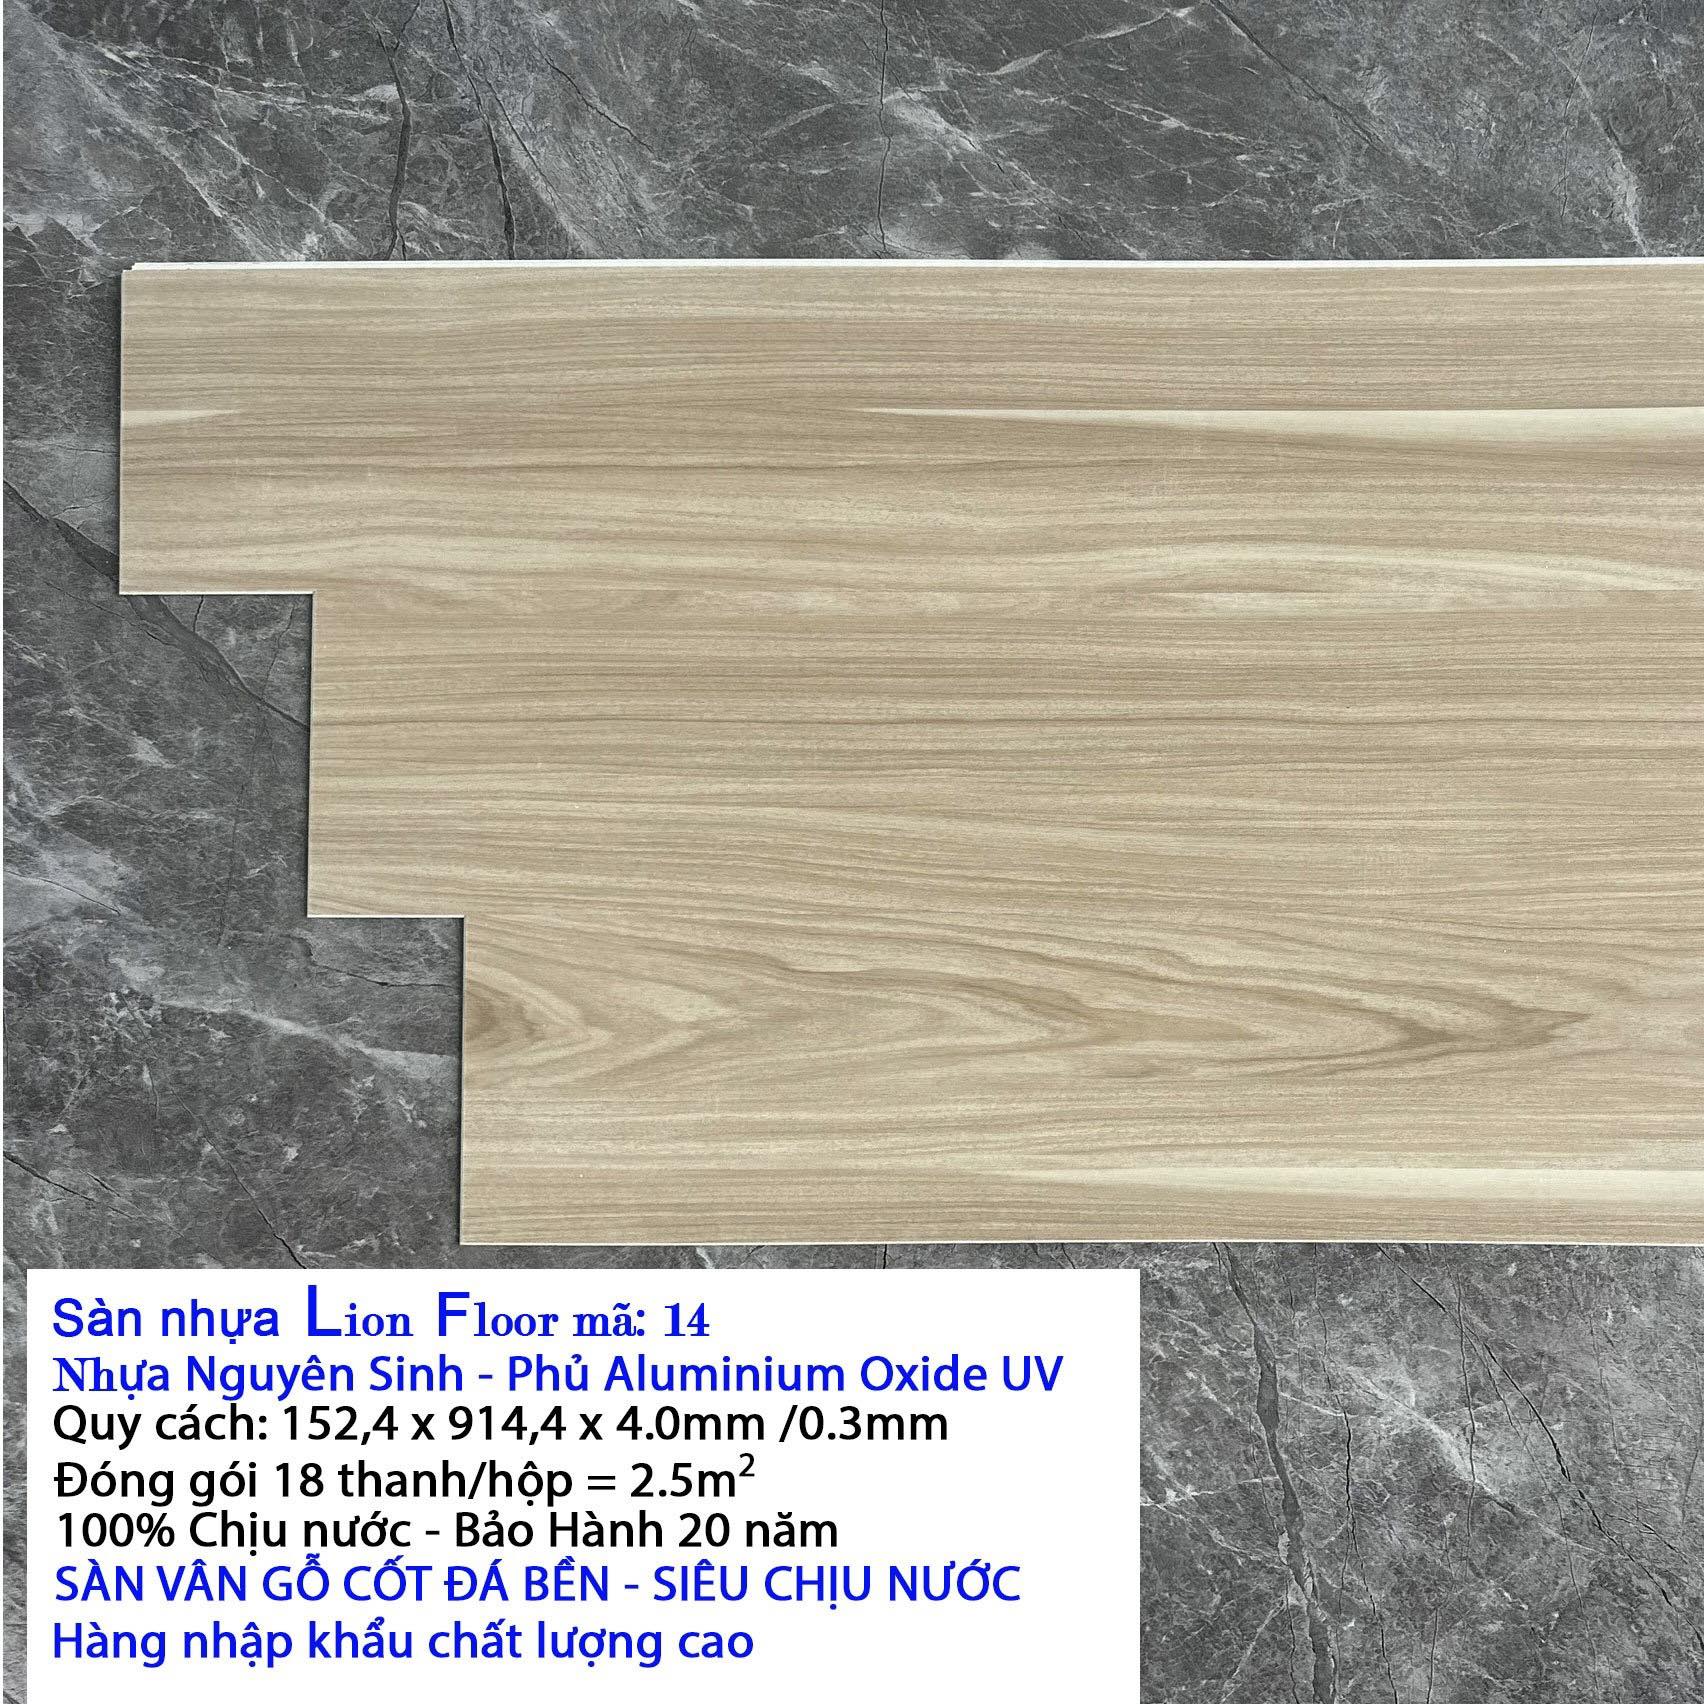 Sàn nhựa Lion Floor mã: 14
Nhựa Nguyên Sinh - Phủ Aluminium Oxide UV
Quy cách: 152,4 x 914,4 x 4.0mm /0.3mm
Đóng gói 18 thanh/hộp = 2.5m²
100% Chịu nước - Bảo Hành 20 năm
SÀN VÂN GỖ CỐT ĐÁ BỀN - SIÊU CHỊU NƯỚC
Hàng nhập khẩu chất lượng cao